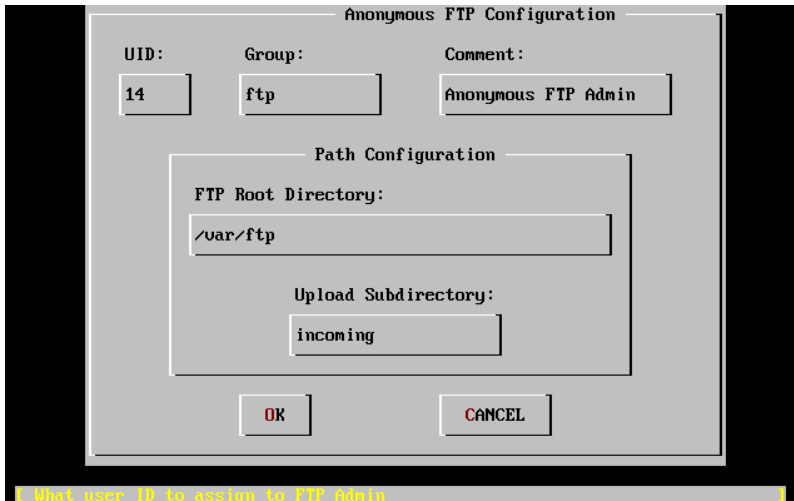 Anonymous FTP Configuration
UID: Group: Comment:
14 ftp Anonymous FTP Admin
Path Configuration
FTP Root Directory:
/var/ftp
Upload Subdirectory:
incoming
OK CANCEL
[ What user ID to assign to FTP Admin ]